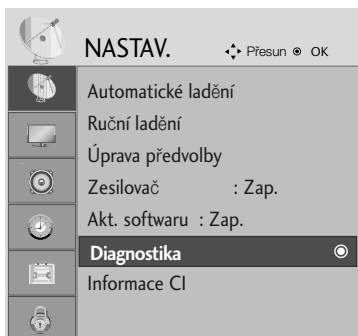 NASTAV.
Přesun OK
Automatické ladění
Ruční ladění
Úprava předvolby
Zesilovač : Zap.
Akt. softwaru : Zap.
Diagnostika
Informace CI